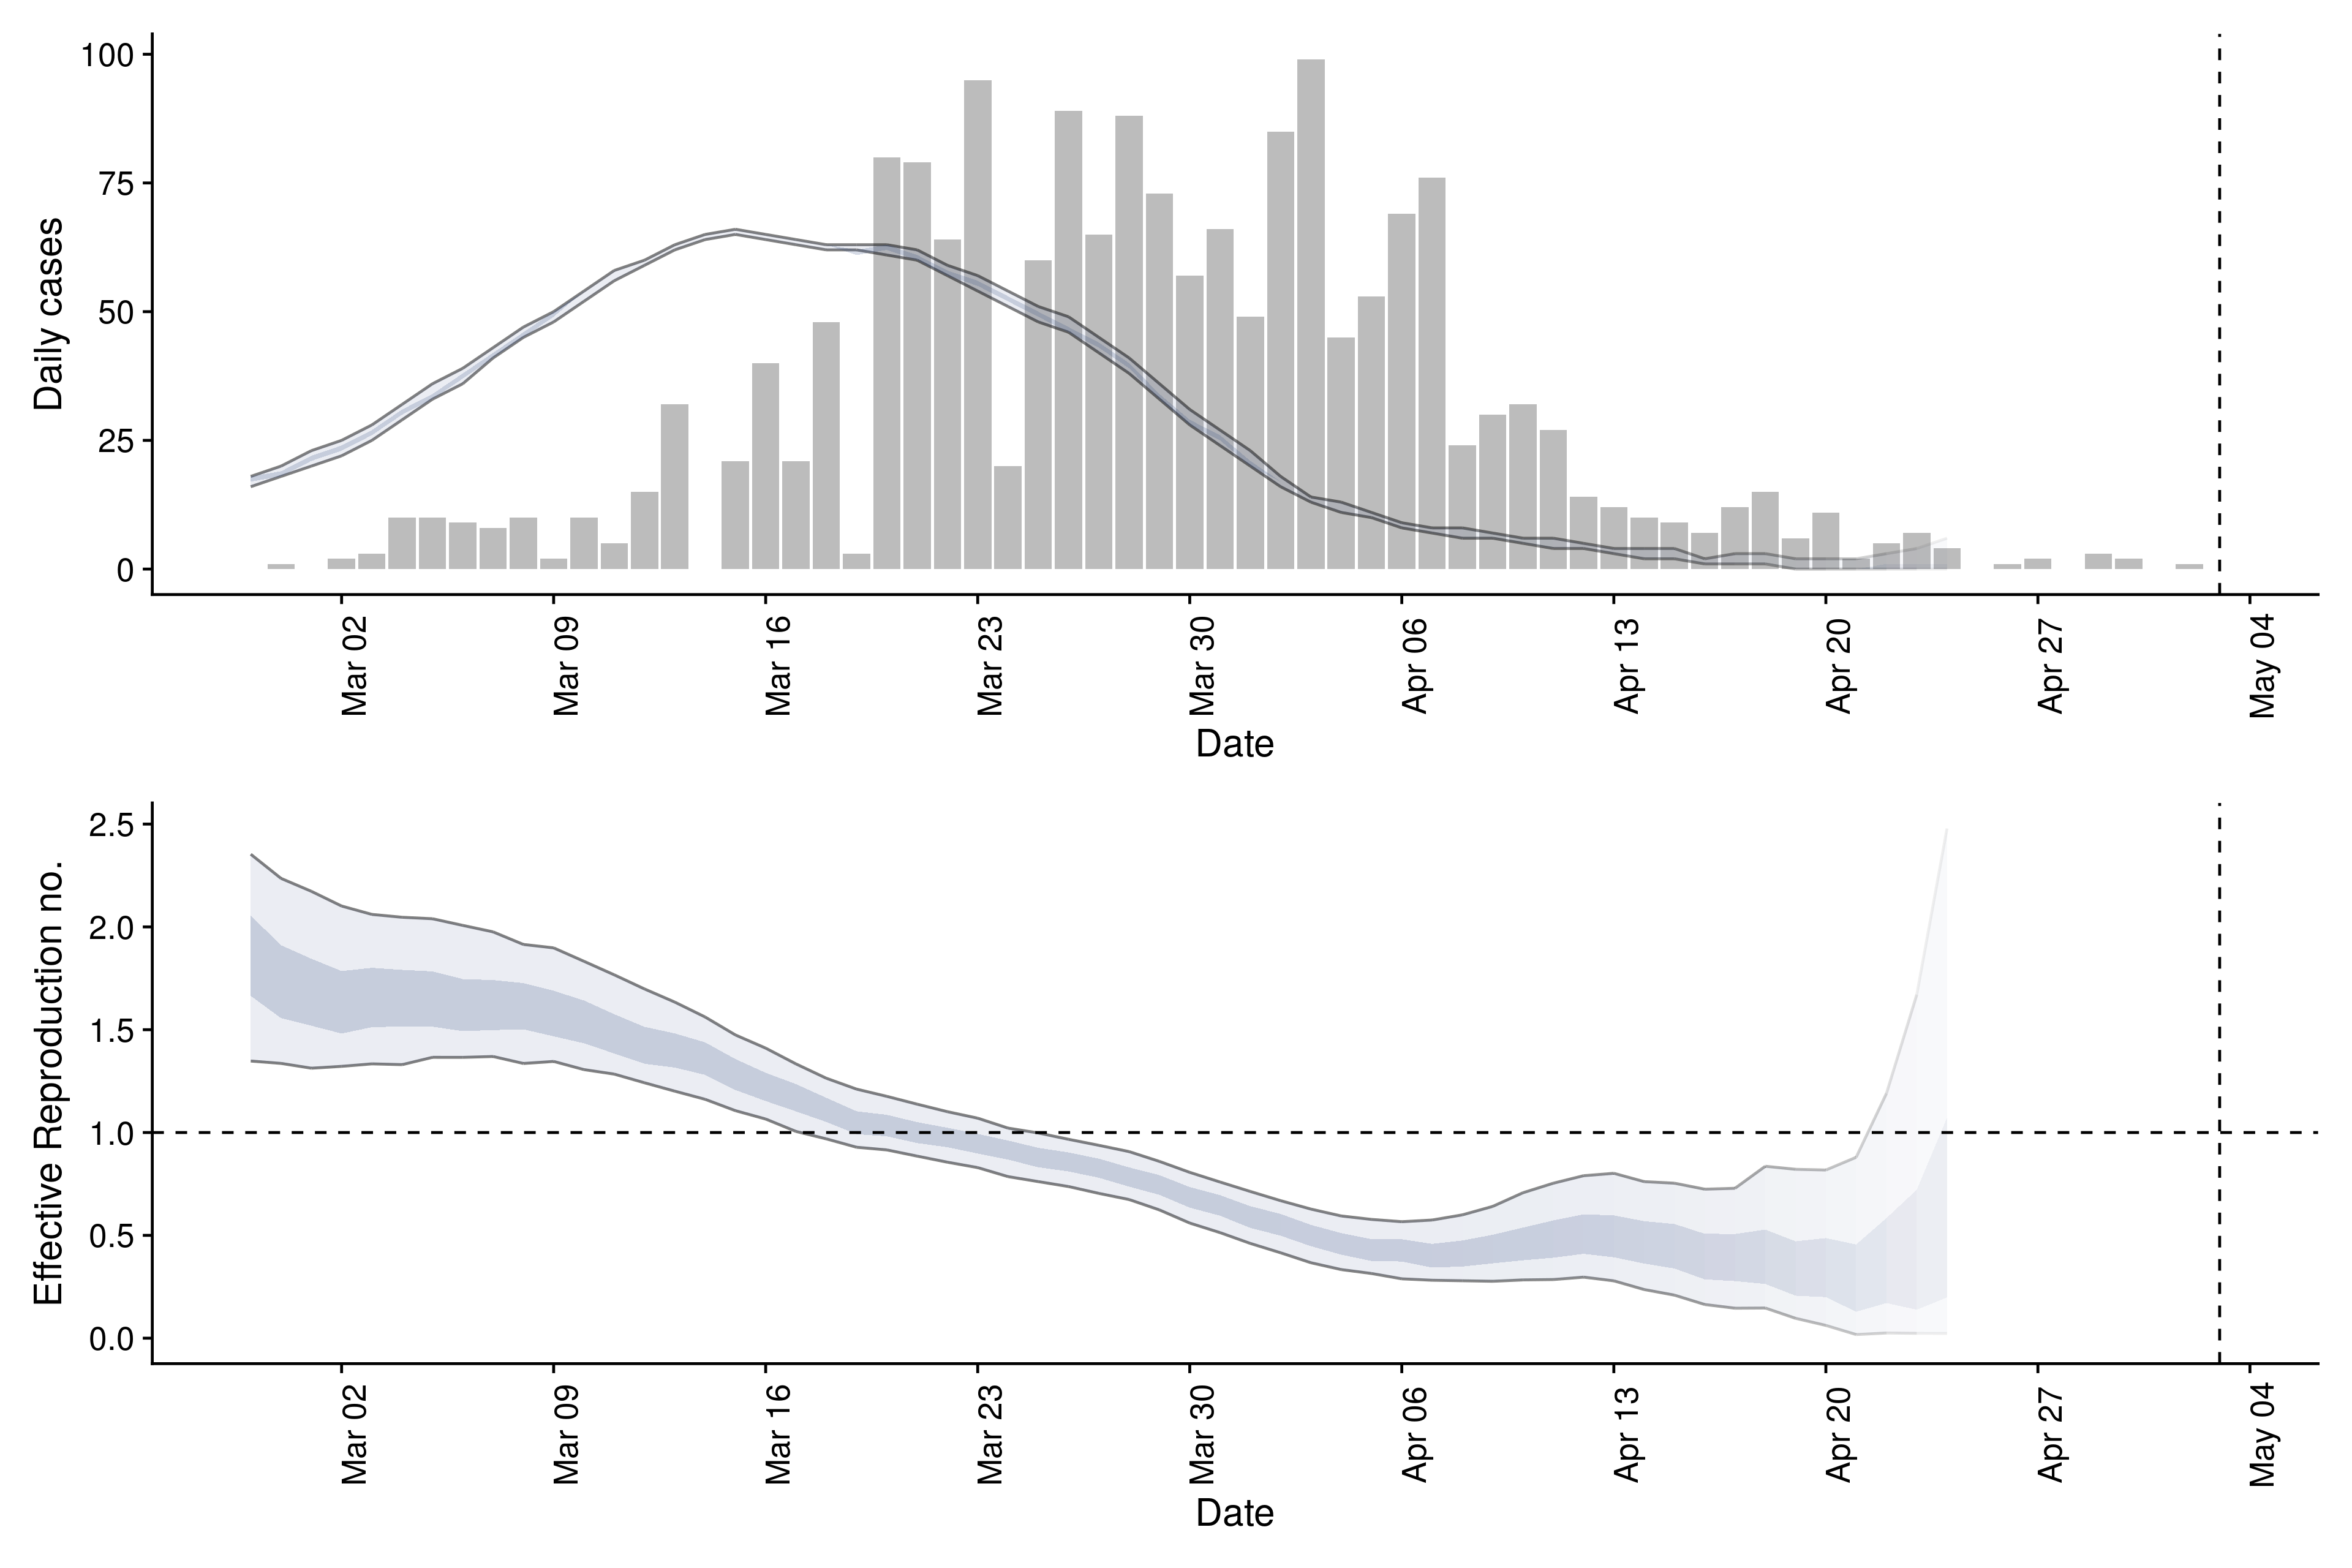 Daily cases
100
75
50
25
0
Mar 02
Mar 09
Mar 16
Mar 23
Mar 30
Apr 06
Apr 13
Apr 20
Apr 27
May 04
Date
Effective Reproduction no.
2.5
2.0
1.5
1.0
0.5
0.0
Mar 02
Mar 09
Mar 16
Mar 23
Mar 30
Apr 06
Apr 13
Apr 20
Apr 27
May 04
Date